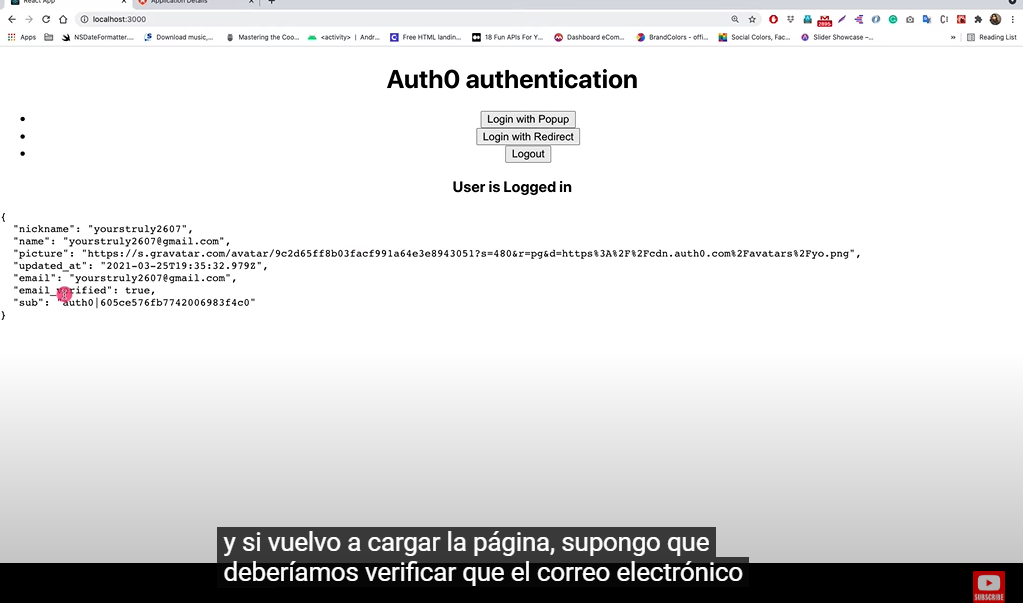 React App
Application Details
localhost:3000
Apps
NSDateFormatter....
Download music,...
Mastering the Coo...
<activity> | Andr...
Free HTML landin...
18 Fun APIs For Y...
Dashboard eCom...
BrandColors - offi...
Social Colors, Fac...
Slider Showcase –...
»
Reading List
Auth0 authentication
Login with Popup
Login with Redirect
Logout
User is Logged in
{
"nickname": "yourstruly2607",
"name": "yourstruly2607@gmail.com",
"picture": "https://s.gravatar.com/avatar/9c2d65ff8b03facf991a64e3e8943051?s=480&r=pg&d=https%3A%2F%2Fcdn.auth0.com%2Favatars%2Fyo.png",
"updated_at": "2021-03-25T19:35:32.979Z",
"email": "yourstruly2607@gmail.com",
"email_verified": true,
"sub": "auth0|605ce576fb7742006983f4c0"
}
y si vuelvo a cargar la página, supongo que
deberíamos verificar que el correo electrónico
SUBSCRIBE